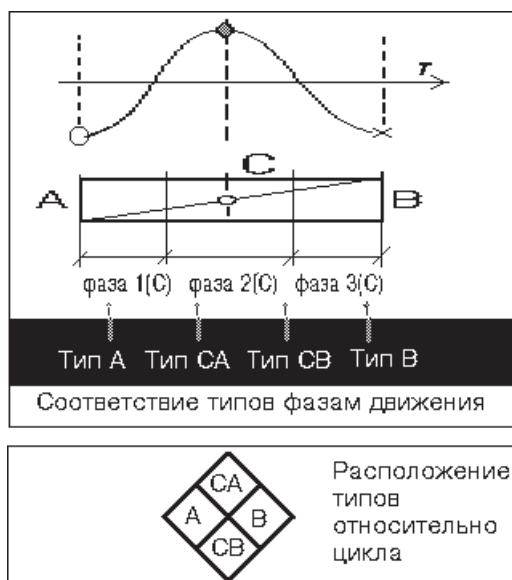 T
C
A B
фаза 1(C) фаза 2(C) фаза 3(C)
Тип A Тип CA Тип CB Тип B
Соответствие типов фазам движения
CA
A B
CB
Расположение
типов
относительно
цикла